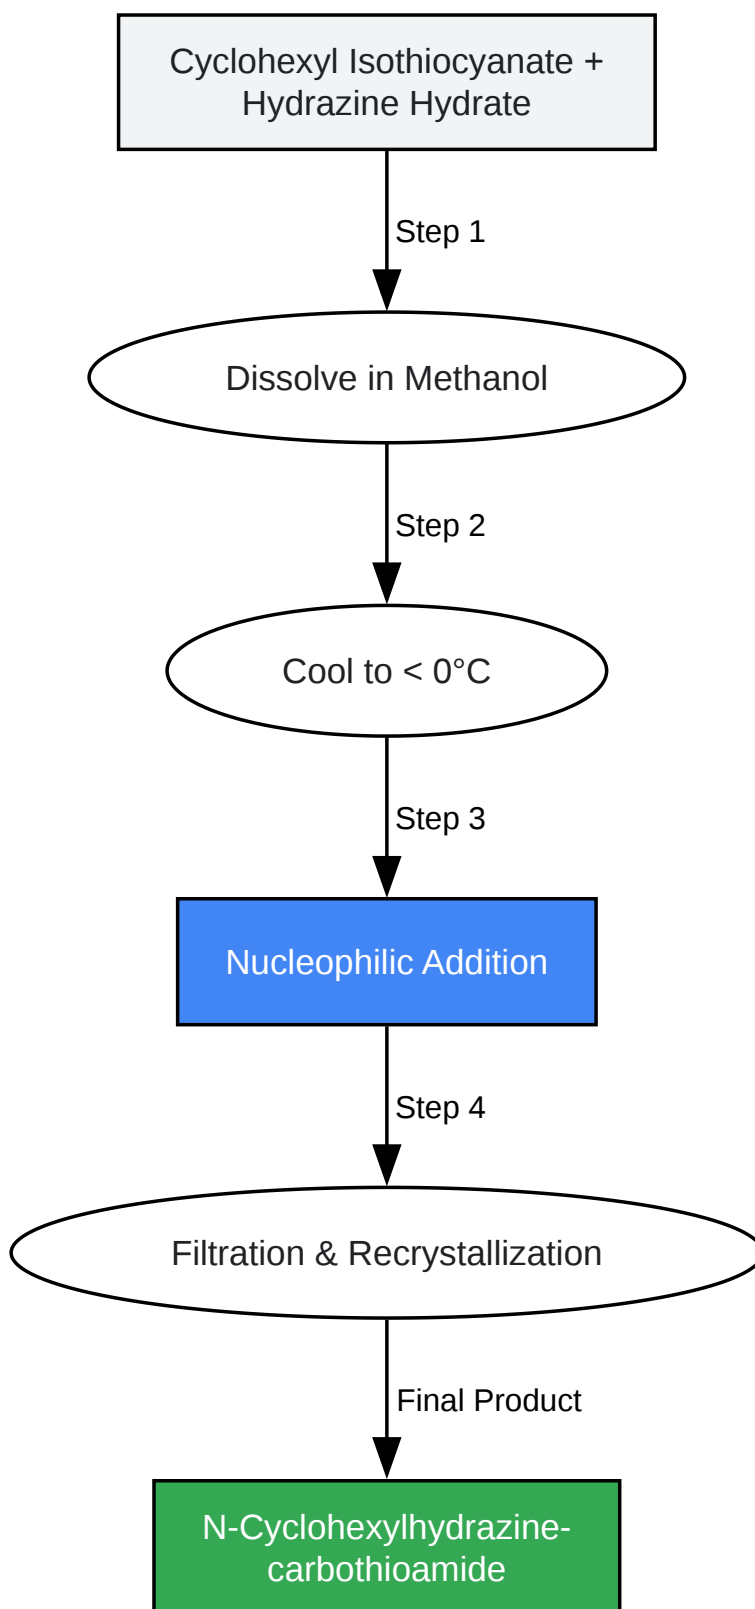 Cyclohexyl Isothiocyanate +
Hydrazine Hydrate
Step 1
Dissolve in Methanol
Step 2
Cool to < 0°C
Step 3
Nucleophilic Addition
Step 4
Filtration & Recrystallization
Final Product
N-Cyclohexylhydrazine-
carbothioamide